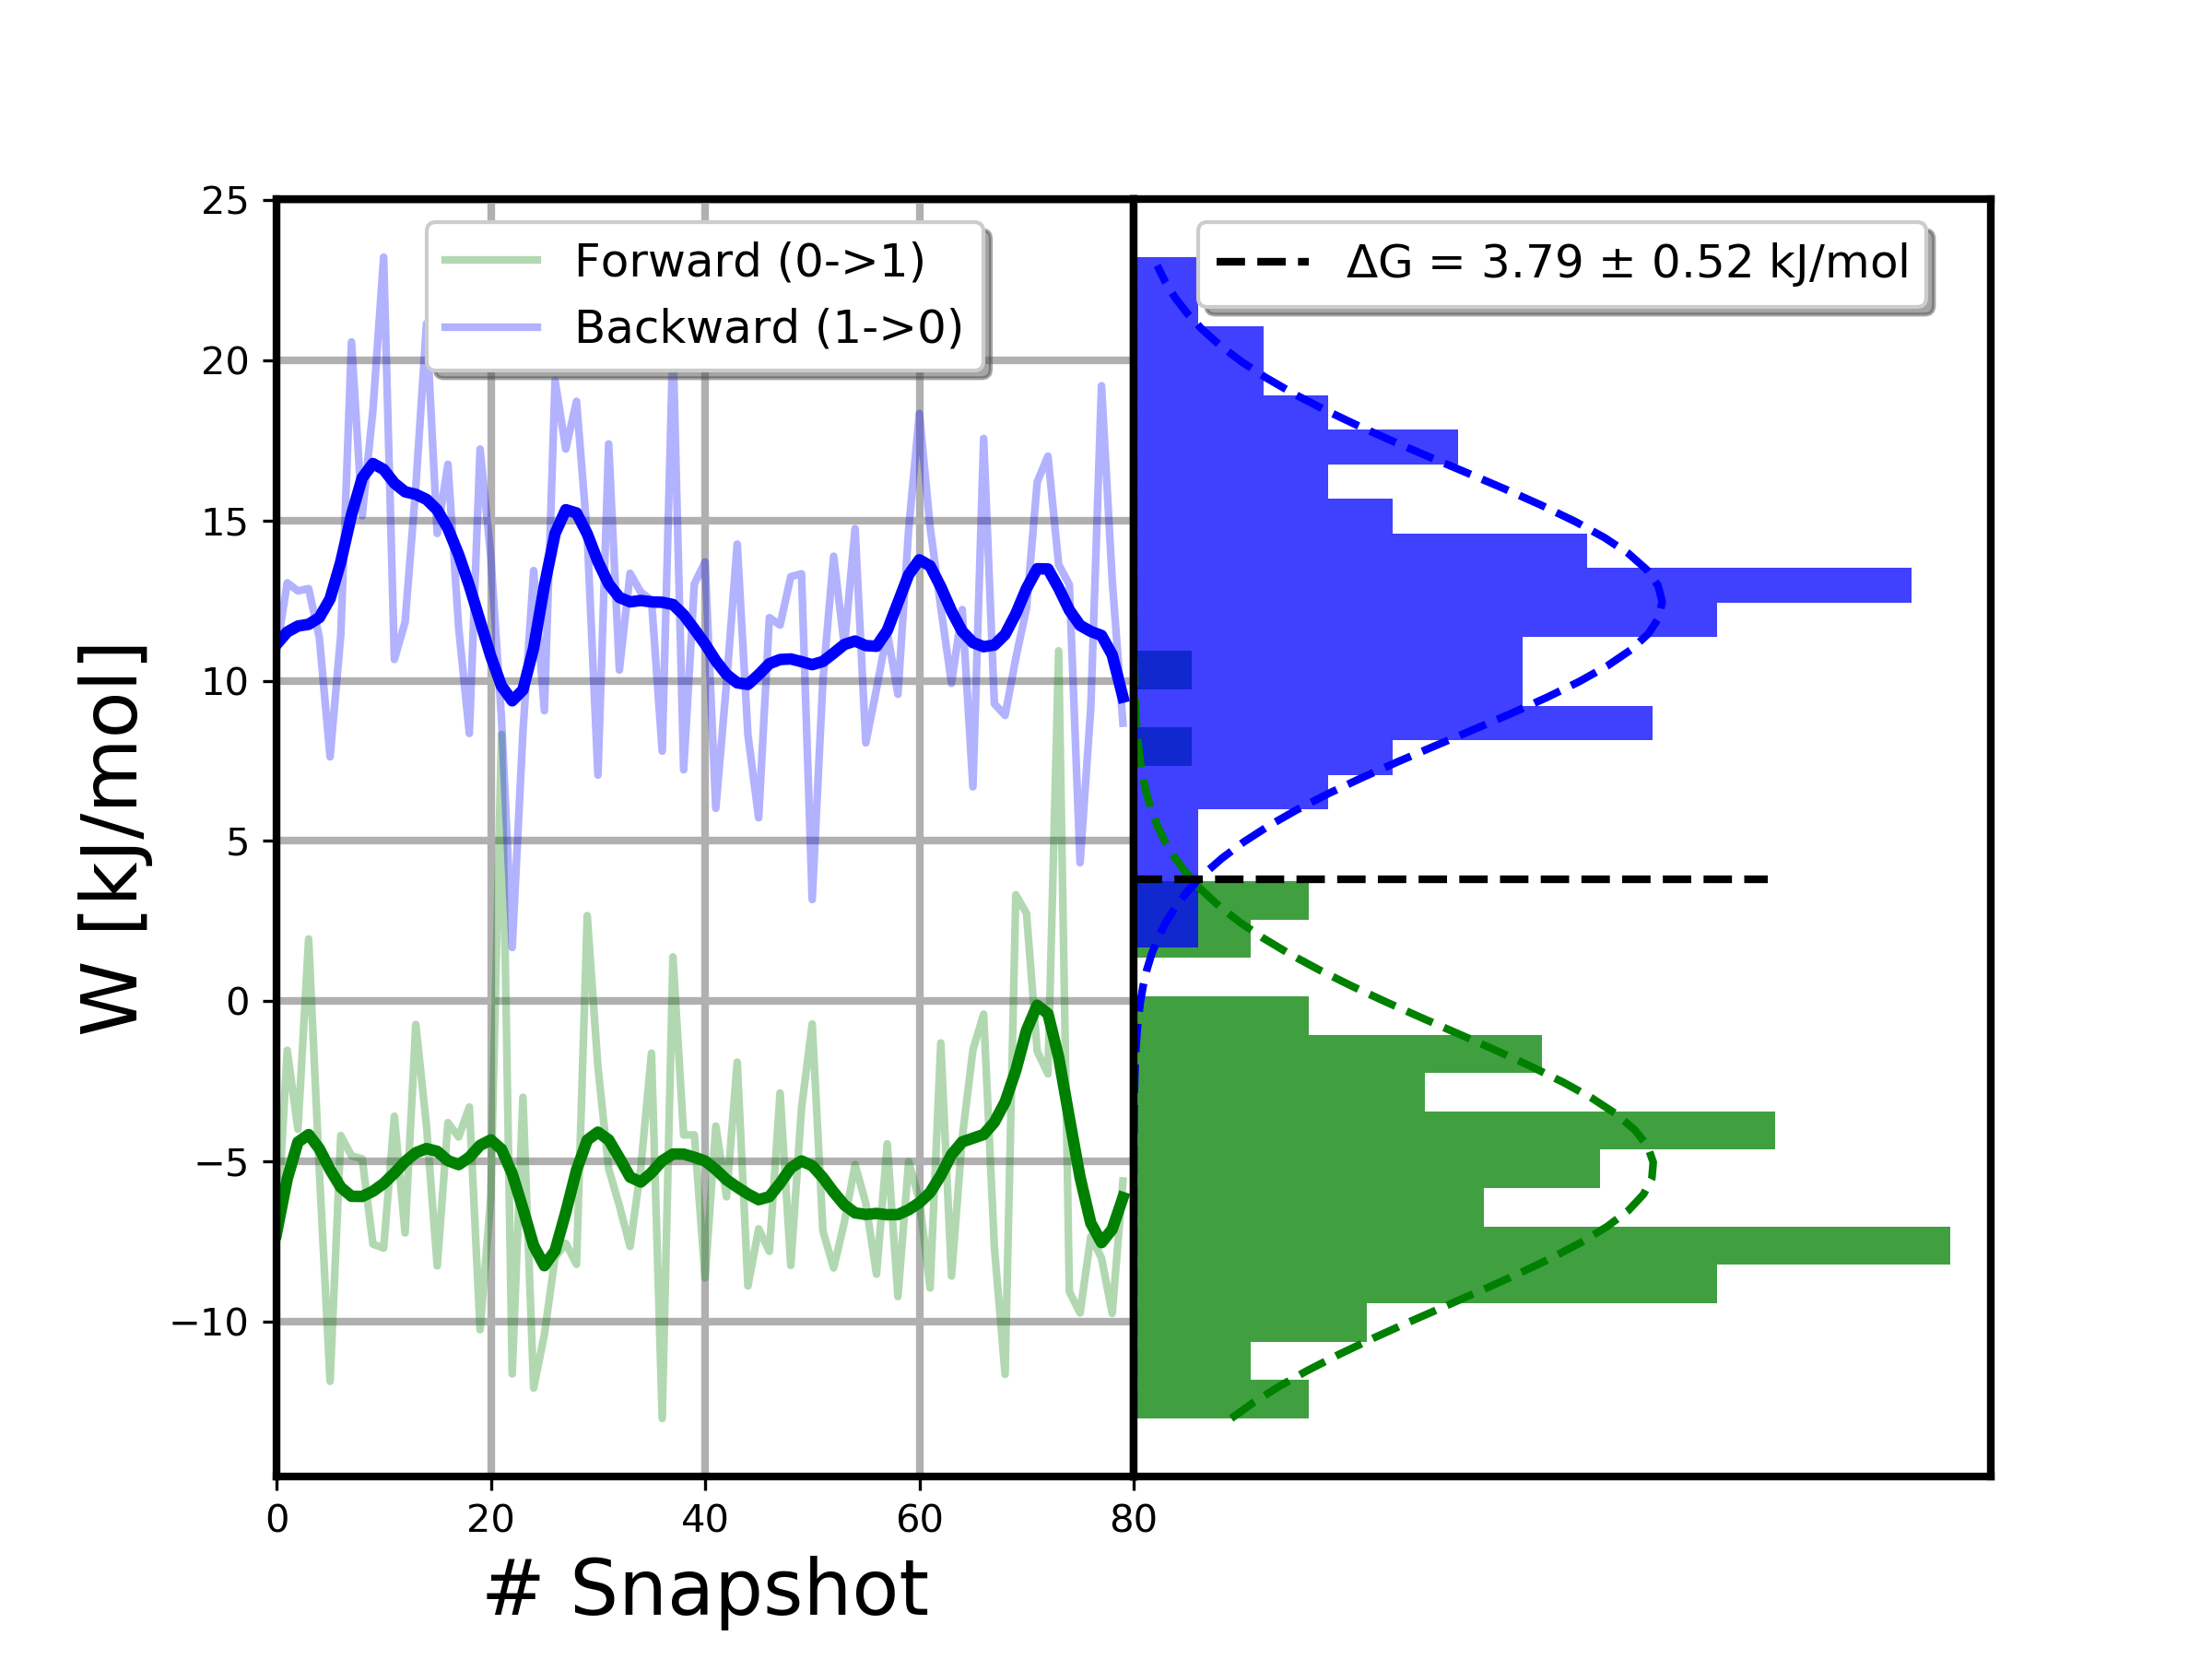 Forward (0->1)
Backward (1->0)
ΔG = 3.79 ± 0.52 kJ/mol
25
20
15
10
5
0
−5
−10
W [kJ/mol]
0 20 40 60 80
# Snapshot